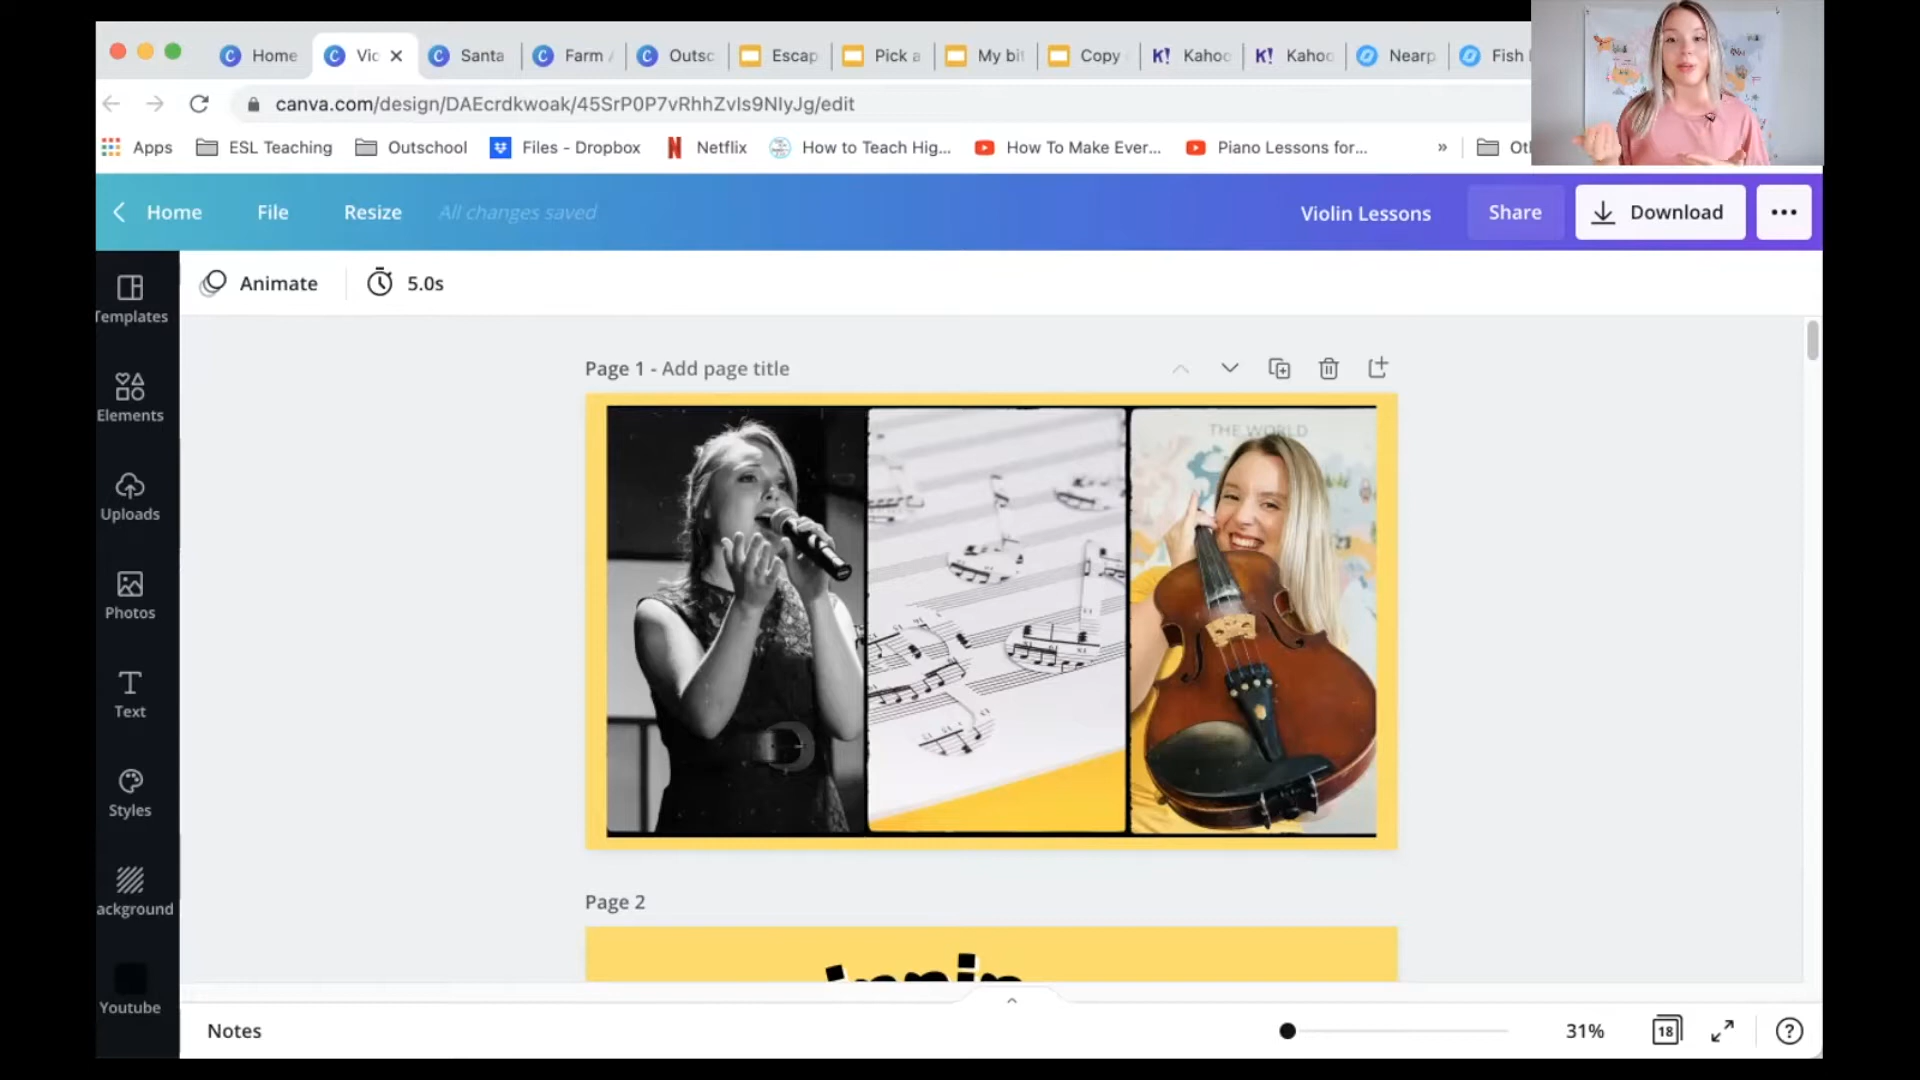 Home
Vic
Santa
Farm
Outsc
Escap
Pick a
My bit
Copy
K! Kahoo
K! Kahoo
Nearp
Fish
canva.com/design/DAEcrdkwoak/45SrP0P7vRhhZvls9NlyJg/edit
Apps
ESL Teaching
Outschool
Files - Dropbox
Netflix
How to Teach Hig...
How To Make Ever...
Piano Lessons for...
»
Home
File
Resize
All changes saved
Violin Lessons
Share
Download
Animate
5.0s
Templates
Elements
Uploads
Photos
Text
Styles
ackground
Youtube
Page 1 - Add page title
THE WORLD
Page 2
Notes
31%
18